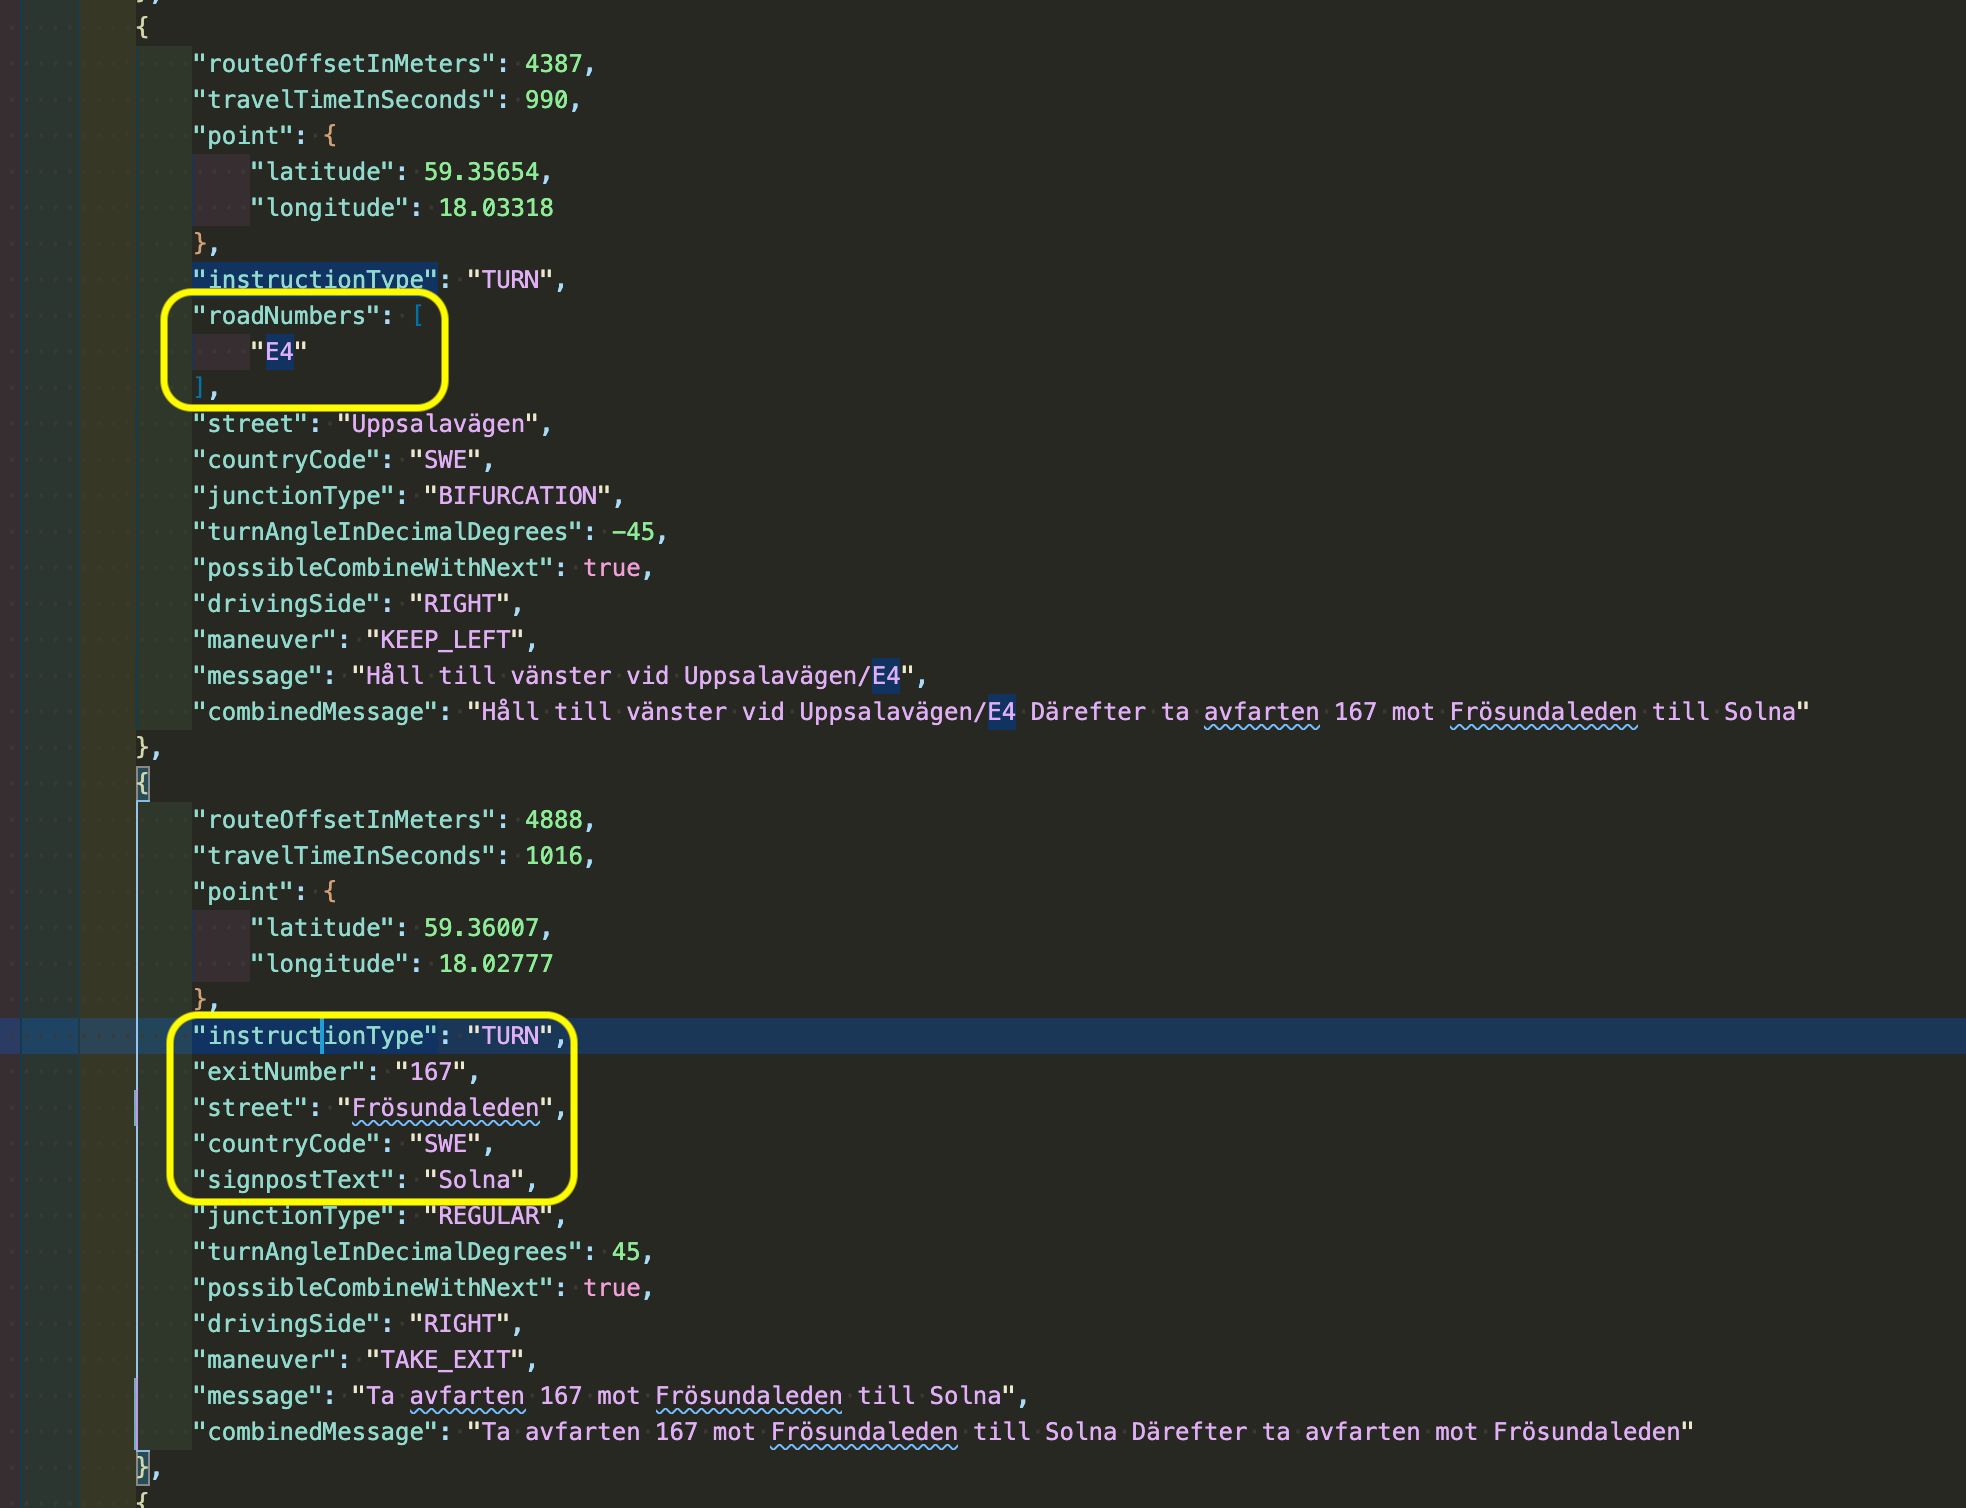 },
{
"routeOffsetInMeters": 4387,
"travelTimeInSeconds": 990,
"point": {
"latitude": 59.35654,
"longitude": 18.03318
},
"instructionType": "TURN",
"roadNumbers": [
"E4"
],
"street": "Uppsalavägen",
"countryCode": "SWE",
"junctionType": "BIFURCATION",
"turnAngleInDecimalDegrees": -45,
"possibleCombineWithNext": true,
"drivingSide": "RIGHT",
"maneuver": "KEEP_LEFT",
"message": "Håll till vänster vid Uppsalavägen/E4",
"combinedMessage": "Håll till vänster vid Uppsalavägen/E4 Därefter ta avfarten 167 mot Frösundaleden till Solna"
},
{
"routeOffsetInMeters": 4888,
"travelTimeInSeconds": 1016,
"point": {
"latitude": 59.36007,
"longitude": 18.02777
},
"instructionType": "TURN",
"exitNumber": "167",
"street": "Frösundaleden",
"countryCode": "SWE",
"signpostText": "Solna",
"junctionType": "REGULAR",
"turnAngleInDecimalDegrees": 45,
"possibleCombineWithNext": true,
"drivingSide": "RIGHT",
"maneuver": "TAKE_EXIT",
"message": "Ta avfarten 167 mot Frösundaleden till Solna",
"combinedMessage": "Ta avfarten 167 mot Frösundaleden till Solna Därefter ta avfarten mot Frösundaleden"
},
{